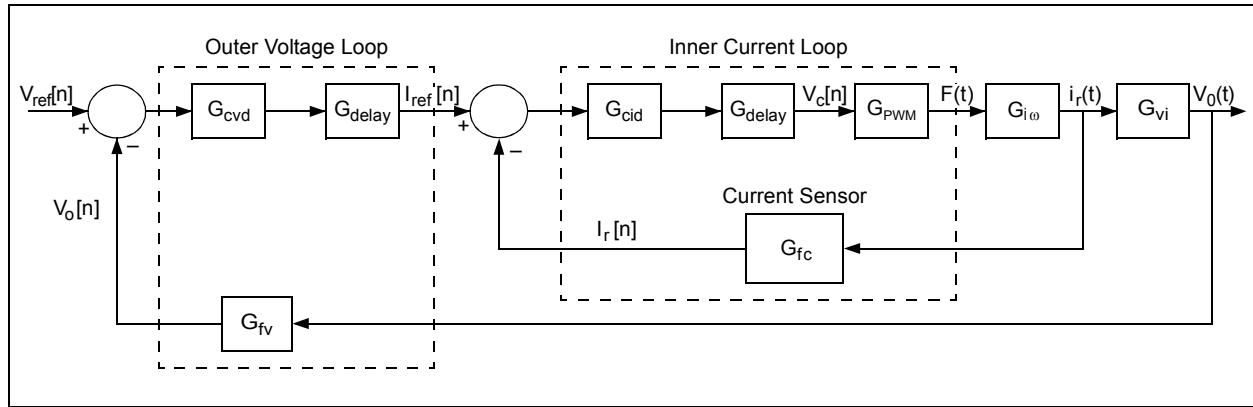 Outer Voltage Loop
Inner Current Loop
Vref[n]
+
−
Gcvd
Gdelay
Iref [n]
+
−
Gcid
Gdelay
Vc[n]
GPWM
F(t)
Giω
ir(t)
Gvi
V0(t)
Vo[n]
Current Sensor
Ir[n]
Gfc
Gfv